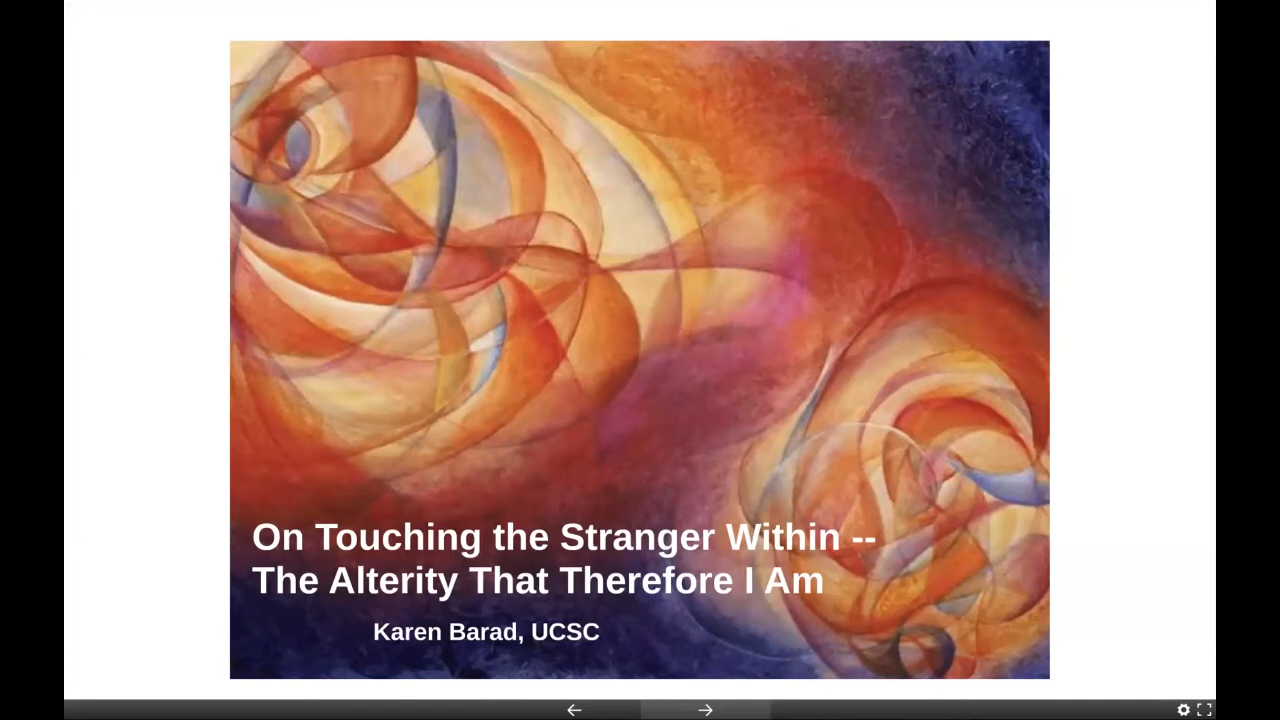 On Touching the Stranger Within --
The Alterity That Therefore I Am
Karen Barad, UCSC